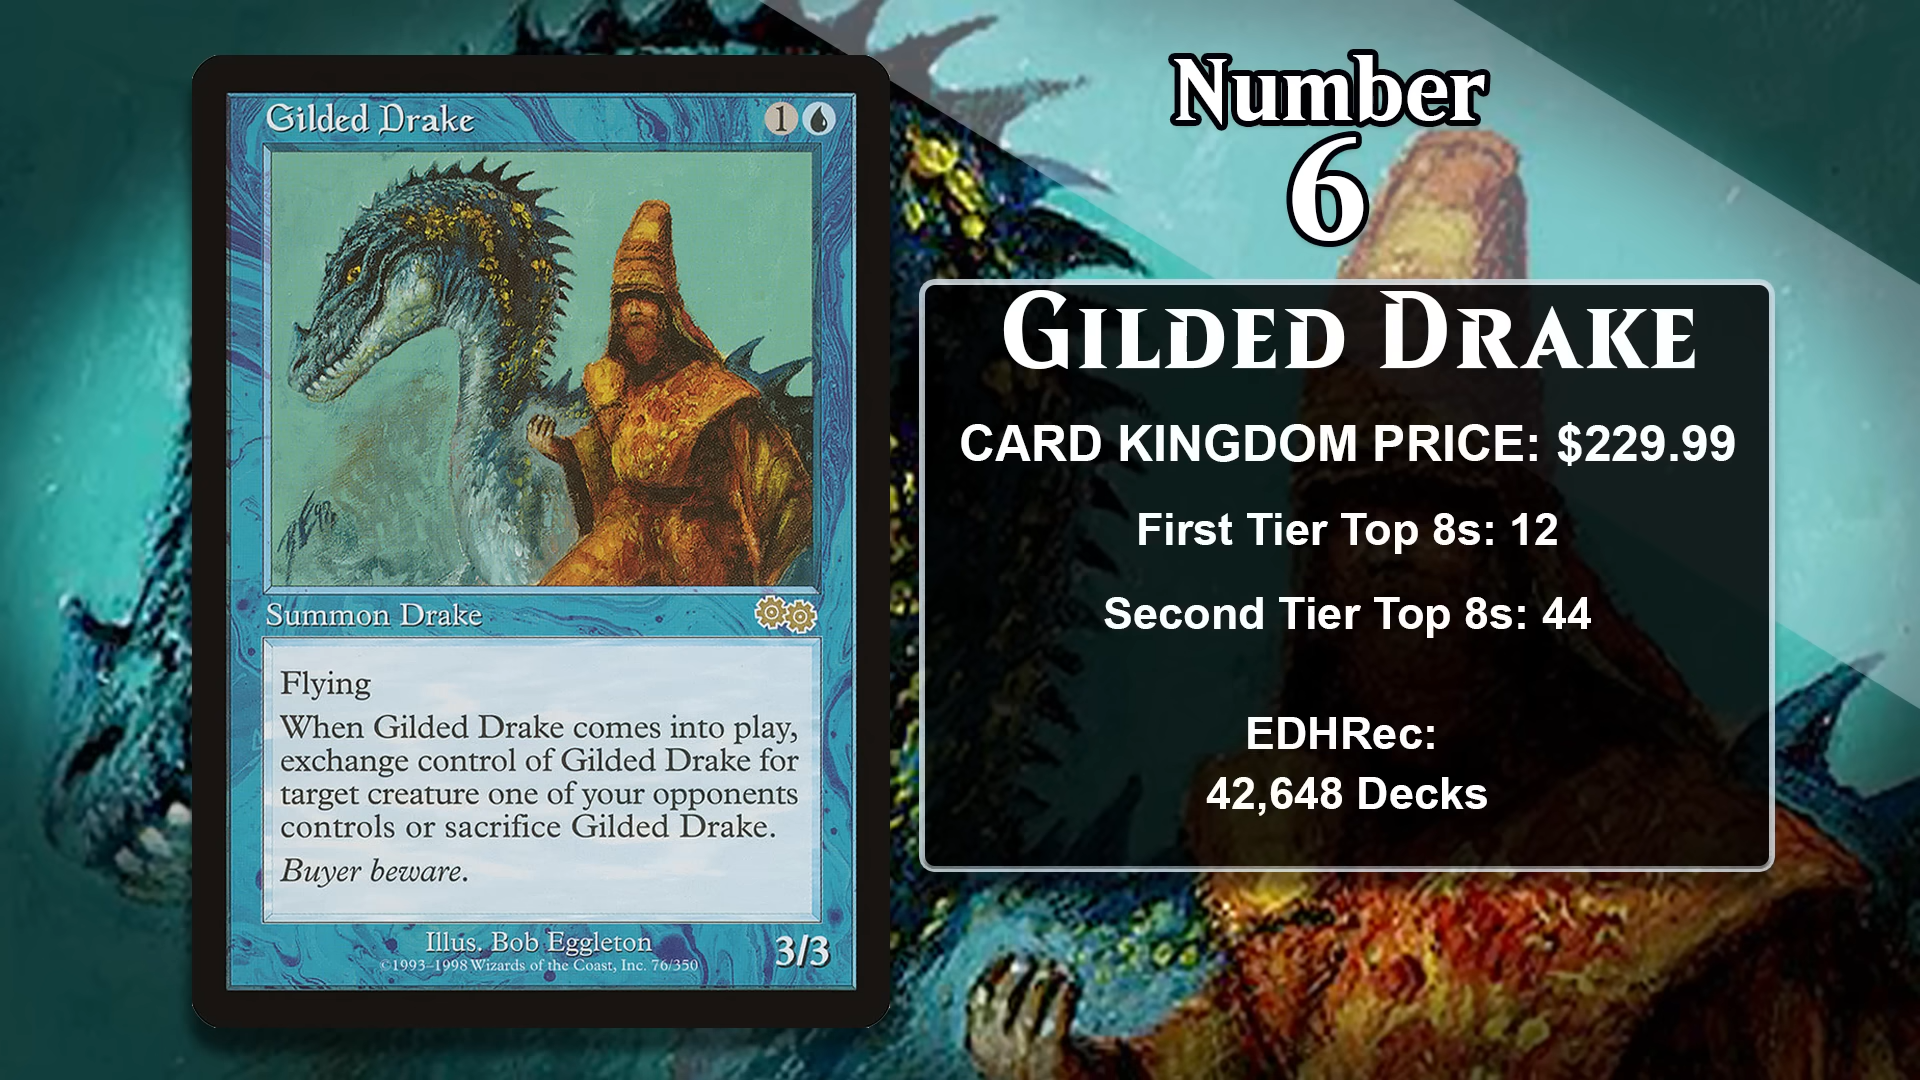 Gilded Drake
1
Summon Drake
Flying
When Gilded Drake comes into play,
exchange control of Gilded Drake for
target creature one of your opponents
controls or sacrifice Gilded Drake.
Buyer beware.
Illus. Bob Eggleton
©1993–1998 Wizards of the Coast, Inc. 76/350
3/3
Number
6
Gilded Drake
CARD KINGDOM PRICE: $229.99
First Tier Top 8s: 12
Second Tier Top 8s: 44
EDHRec:
42,648 Decks